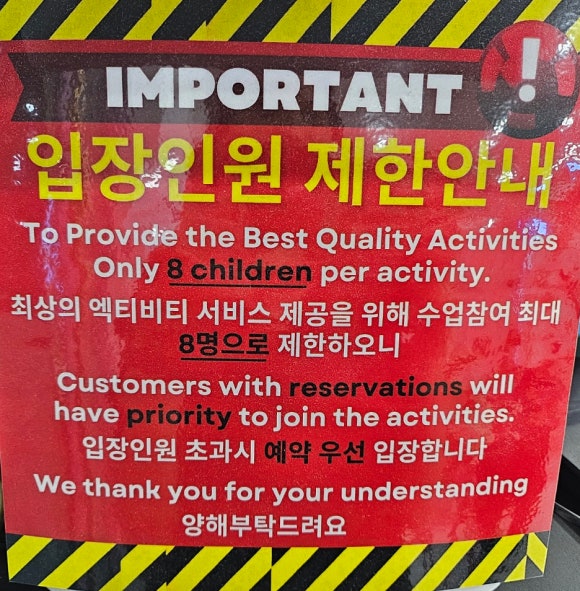 IMPORTANT !
입장인원 제한안내
To Provide the Best Quality Activities
Only 8 children per activity.
최상의 엑티비티 서비스 제공을 위해 수업참여 최대
8명으로 제한하오니
Customers with reservations will
have priority to join the activities.
입장인원 초과시 예약 우선 입장합니다
We thank you for your understanding
양해부탁드려요